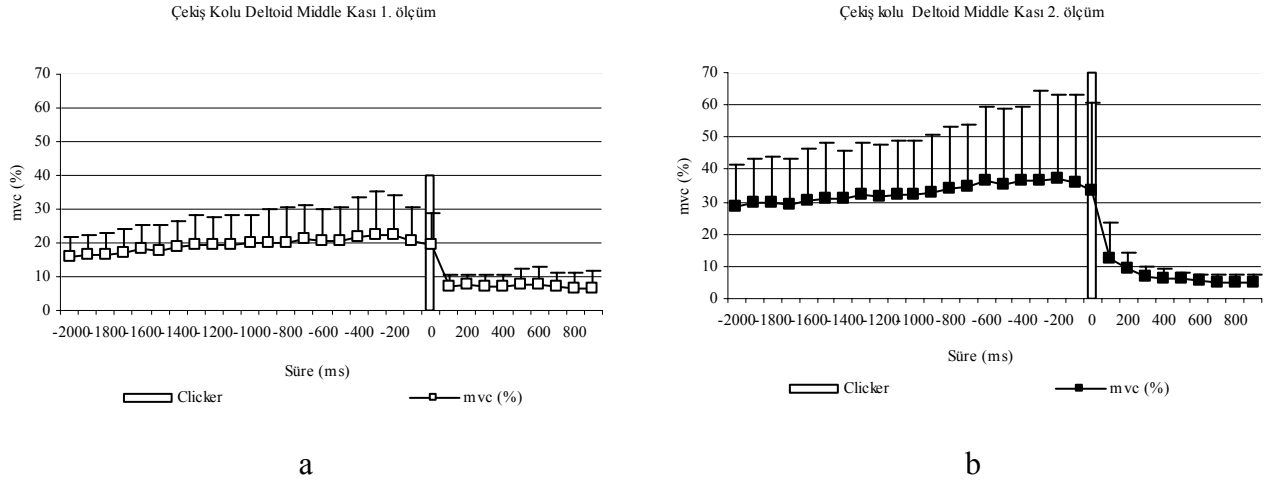 Çekiş Kolu Deltoid Middle Kası 1. ölçüm
70
60
50
40
30
20
10
0
mvc (%)
-2000 -1800 -1600 -1400 -1200 -1000 -800 -600 -400 -200 0 200 400 600 800
Süre (ms)
Clicker mvc (%)
a
Çekiş kolu Deltoid Middle Kası 2. ölçüm
70
60
50
40
30
20
10
0
mvc (%)
-2000 -1800 -1600 -1400 -1200 -1000 -800 -600 -400 -200 0 200 400 600 800
Süre (ms)
Clicker mvc (%)
b